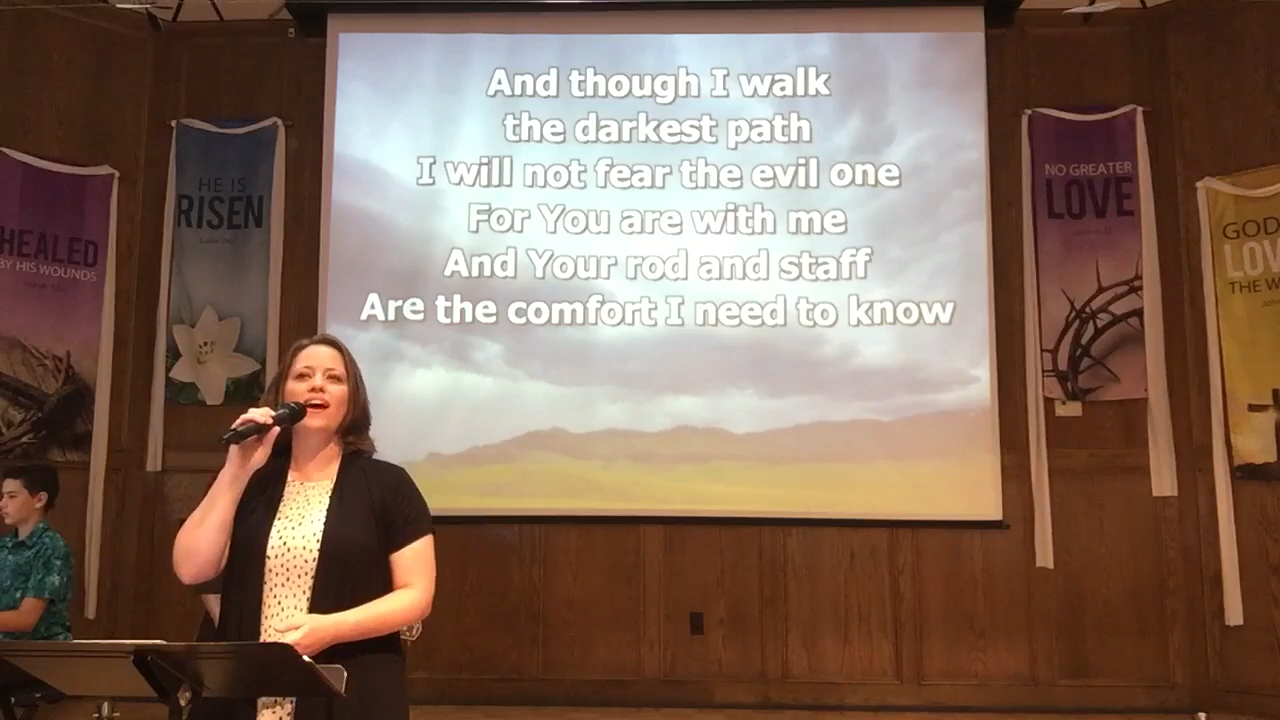 And though I walk
the darkest path
I will not fear the evil one
For You are with me
And Your rod and staff
Are the comfort I need to know
HEALED
BY HIS WOUNDS
HE IS
RISEN
NO GREATER
LOVE
GOD
THE W